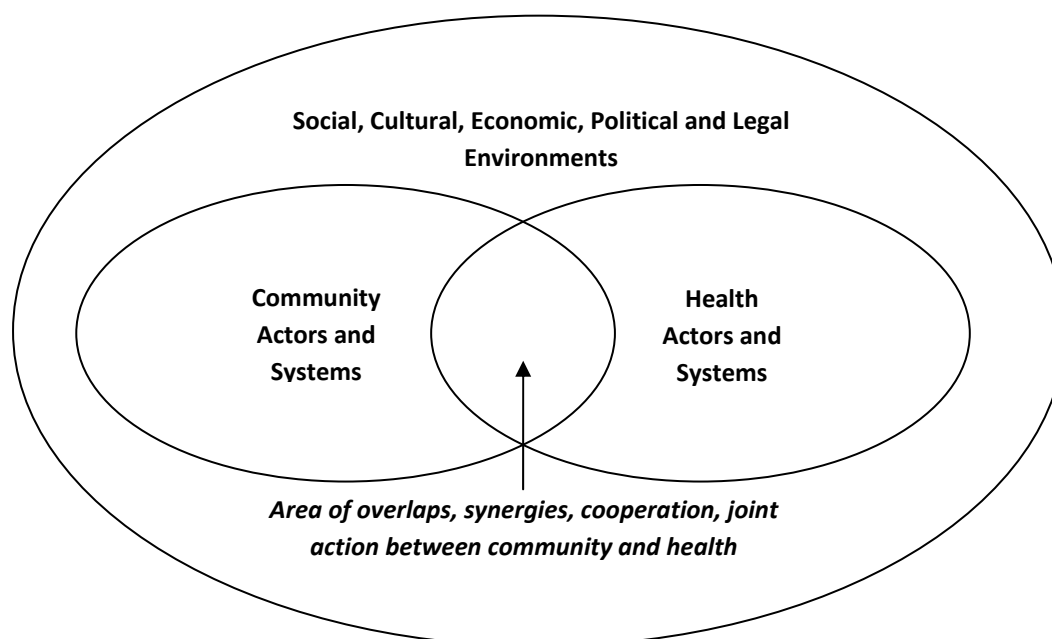 Social, Cultural, Economic, Political and Legal
Environments
Community
Actors and
Systems
Health
Actors and
Systems
Area of overlaps, synergies, cooperation, joint
action between community and health